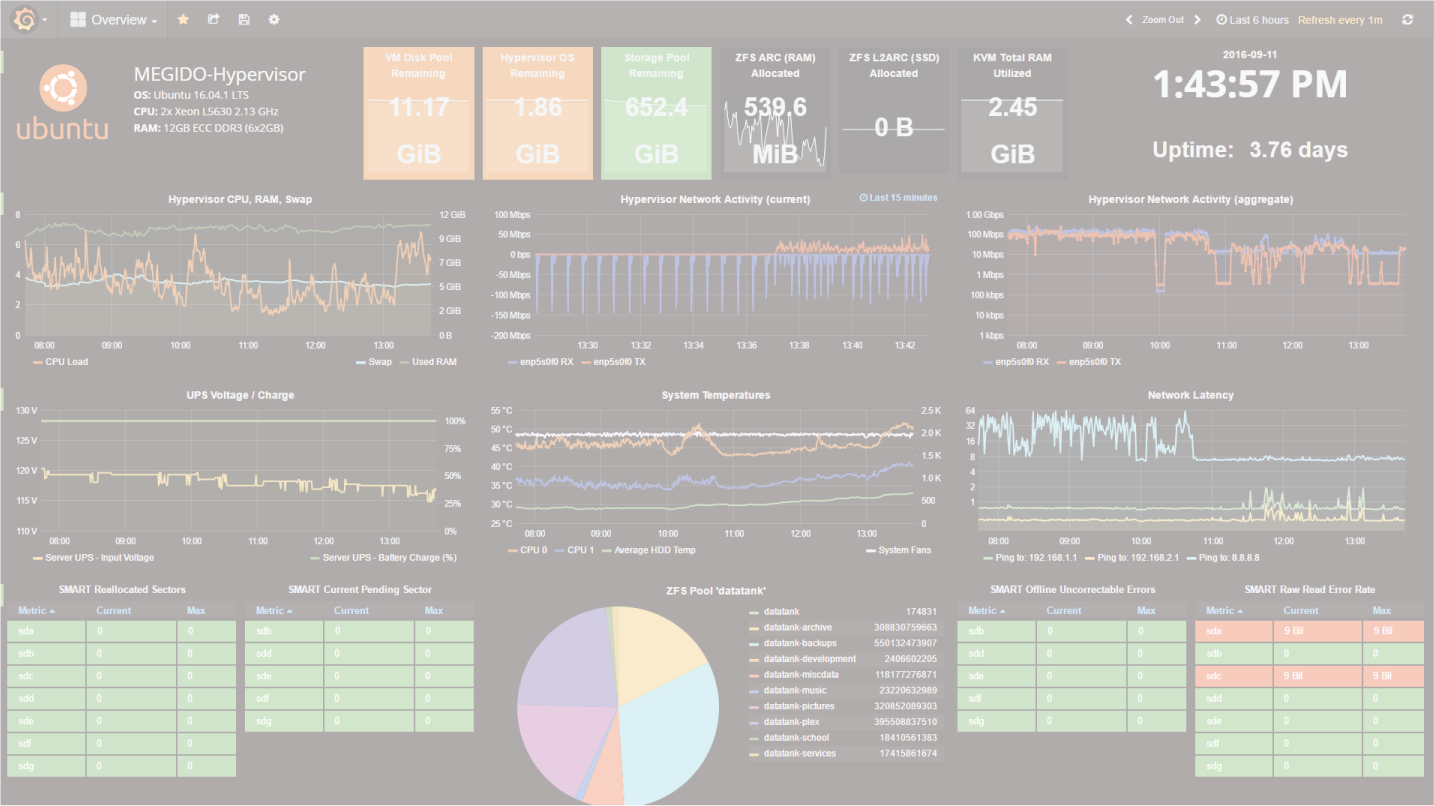 Overview
Zoom Out
Last 6 hours
Refresh every 1m
ubuntu
MEGIDO-Hypervisor
OS: Ubuntu 16.04.1 LTS
CPU: 2x Xeon L5630 2.13 GHz
RAM: 12GB ECC DDR3 (6x2GB)
VM Disk Pool
Remaining
11.17
GiB
Hypervisor OS
Remaining
1.86
GiB
Storage Pool
Remaining
652.4
GiB
ZFS ARC (RAM)
Allocated
539.6
MiB
ZFS L2ARC (SSD)
Allocated
0 B
KVM Total RAM
Utilized
2.45
GiB
2016-09-11
1:43:57 PM
Uptime: 3.76 days
Hypervisor CPU, RAM, Swap
8 12 GiB
9 GiB
6
7 GiB
4
5 GiB
2 2 GiB
0 0 B
08:00 09:00 10:00 11:00 12:00 13:00
CPU Load Swap Used RAM
Hypervisor Network Activity (current)
Last 15 minutes
100 Mbps
50 Mbps
0 bps
-50 Mbps
-100 Mbps
-150 Mbps
-200 Mbps
13:30 13:32 13:34 13:36 13:38 13:40 13:42
enp5s0f0 RX enp5s0f0 TX
Hypervisor Network Activity (aggregate)
1.00 Gbps
100 Mbps
10 Mbps
1 Mbps
100 kbps
10 kbps
1 kbps
08:00 09:00 10:00 11:00 12:00 13:00
enp5s0f0 RX enp5s0f0 TX
UPS Voltage / Charge
130 V
100%
125 V
75%
120 V
50%
115 V
25%
110 V 0%
08:00 09:00 10:00 11:00 12:00 13:00
Server UPS - Input Voltage Server UPS - Battery Charge (%)
System Temperatures
55 °C 2.5 K
50 °C 2.0 K
45 °C
1.5 K
40 °C
1.0 K
35 °C
30 °C 500
25 °C 0
08:00 09:00 10:00 11:00 12:00 13:00
CPU 0 CPU 1 Average HDD Temp System Fans
Network Latency
64
32
16
8
4
2
1
08:00 09:00 10:00 11:00 12:00 13:00
Ping to: 192.168.1.1 Ping to: 192.168.2.1 Ping to: 8.8.8.8
SMART Reallocated Sectors
Metric Current Max
sda 0 0
sdb 0 0
sdc 0 0
sdd 0 0
sde 0 0
sdf 0 0
sdg 0 0
SMART Current Pending Sector
Metric Current Max
sdb 0 0
sdd 0 0
sde 0 0
sdf 0 0
sdg 0 0
ZFS Pool 'datatank'
datatank 174831
datatank-archive 308830759663
datatank-backups 550132473907
datatank-development 2406602205
datatank-miscdata 118177276871
datatank-music 23220632989
datatank-pictures 320852089303
datatank-plex 395508837510
datatank-school 18410561383
datatank-services 17415861674
SMART Offline Uncorrectable Errors
Metric Current Max
sdb 0 0
sdd 0 0
sde 0 0
sdf 0 0
sdg 0 0
SMART Raw Read Error Rate
Metric Current Max
sda 9 Bil 9 Bil
sdb 0 0
sdc 9 Bil 9 Bil
sdd 0 0
sde 0 0
sdf 0 0
sdg 0 0